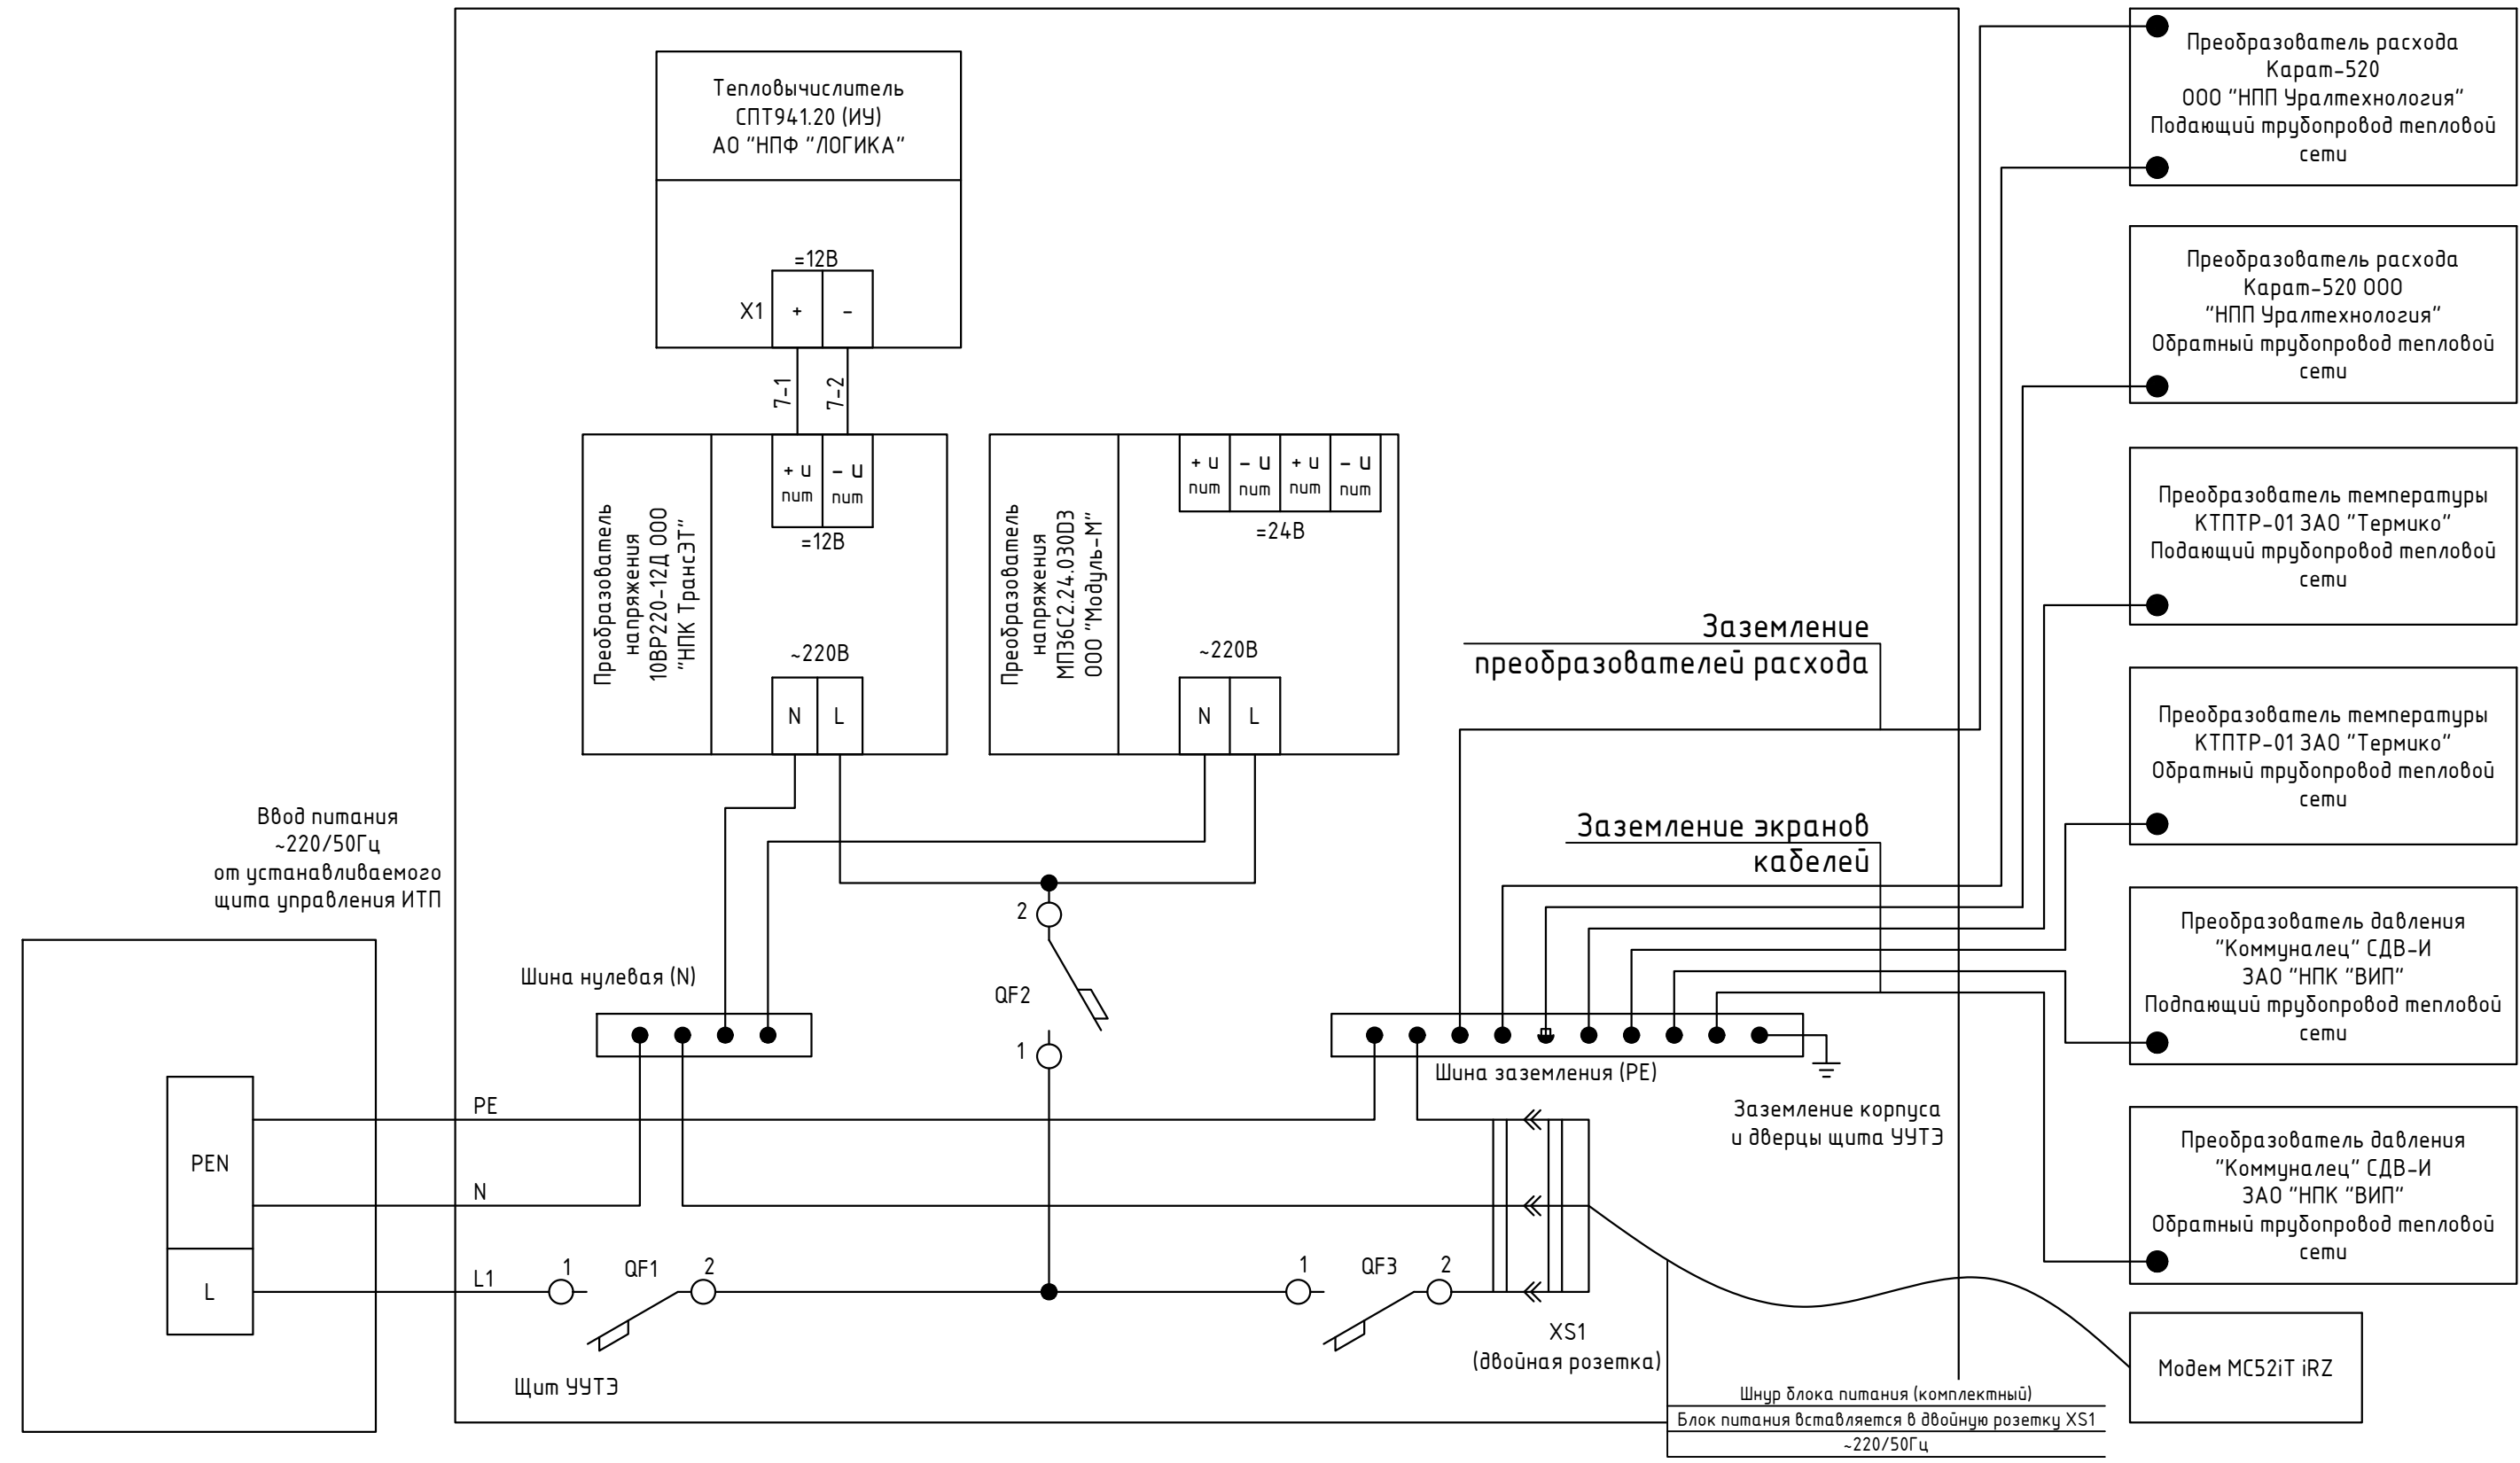 Тепловычислитель
СПТ941.20 (ИУ)
АО "НПФ "ЛОГИКА"
=12В
X1
+
-
7-1
7-2
Преобразователь
напряжения
10ВР220-12Д ООО
"НПК ТрансЭТ"
+ U
пит
- U
пит
=12В
~220В
N
L
Преобразователь
напряжения
МП36С2.24.030D3
ООО "Модуль-М"
+ U
пит
- U
пит
+ U
пит
- U
пит
=24В
~220В
N
L
Ввод питания
~220/50Гц
от устанавливаемого
щита управления ИТП
PEN
L
PE
N
L1
Шина нулевая (N)
2
QF2
1
1
QF1
2
1
QF3
2
Щит УУТЭ
Заземление
преобразователей расхода
Заземление экранов
кабелей
Шина заземления (PE)
Заземление корпуса
и дверцы щита УУТЭ
XS1
(двойная розетка)
Шнур блока питания (комплектный)
Блок питания вставляется в двойную розетку XS1
~220/50Гц
Преобразователь расхода
Карат-520
ООО "НПП Уралтехнология"
Подающий трубопровод тепловой
сети
Преобразователь расхода
Карат-520 ООО
"НПП Уралтехнология"
Обратный трубопровод тепловой
сети
Преобразователь температуры
КТПТР-01 ЗАО "Термико"
Подающий трубопровод тепловой
сети
Преобразователь температуры
КТПТР-01 ЗАО "Термико"
Обратный трубопровод тепловой
сети
Преобразователь давления
"Коммуналец" СДВ-И
ЗАО "НПК "ВИП"
Подпающий трубопровод тепловой
сети
Преобразователь давления
"Коммуналец" СДВ-И
ЗАО "НПК "ВИП"
Обратный трубопровод тепловой
сети
Модем MC52iT iRZ